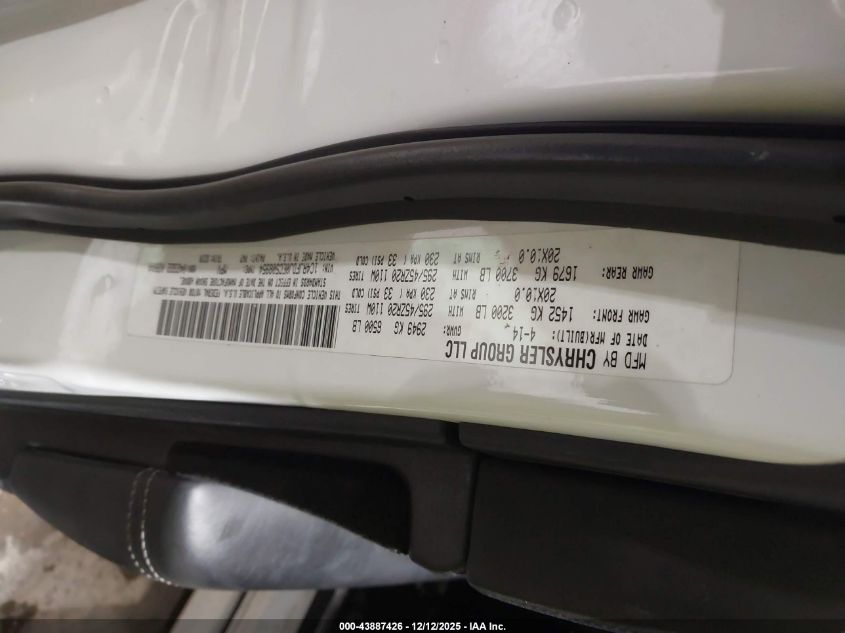 MFD BY CHRYSLER GROUP LLC
DATE OF MFR(BUILT) 4-14 GVWR: 2949 KG 6500 LB
GAWR FRONT: 1452 KG 3200 LB WITH 295/45ZR20 110W TIRES
20X10.0 RIMS AT 230 KPA ( 33 PSI) COLD
GAWR REAR: 1679 KG 3700 LB WITH 295/45ZR20 110W TIRES
20X10.0 RIMS AT 230 KPA ( 33 PSI) COLD
THIS VEHICLE CONFORMS TO ALL APPLICABLE U.S.A. FEDERAL MOTOR VEHICLE SAFETY
STANDARDS IN EFFECT ON THE DATE OF MANUFACTURE SHOWN ABOVE.
VIN: TYPE: MPV
VEHICLE MADE IN U.S.A. PAINT:
000-43887426 • 12/12/2025 • IAA Inc.